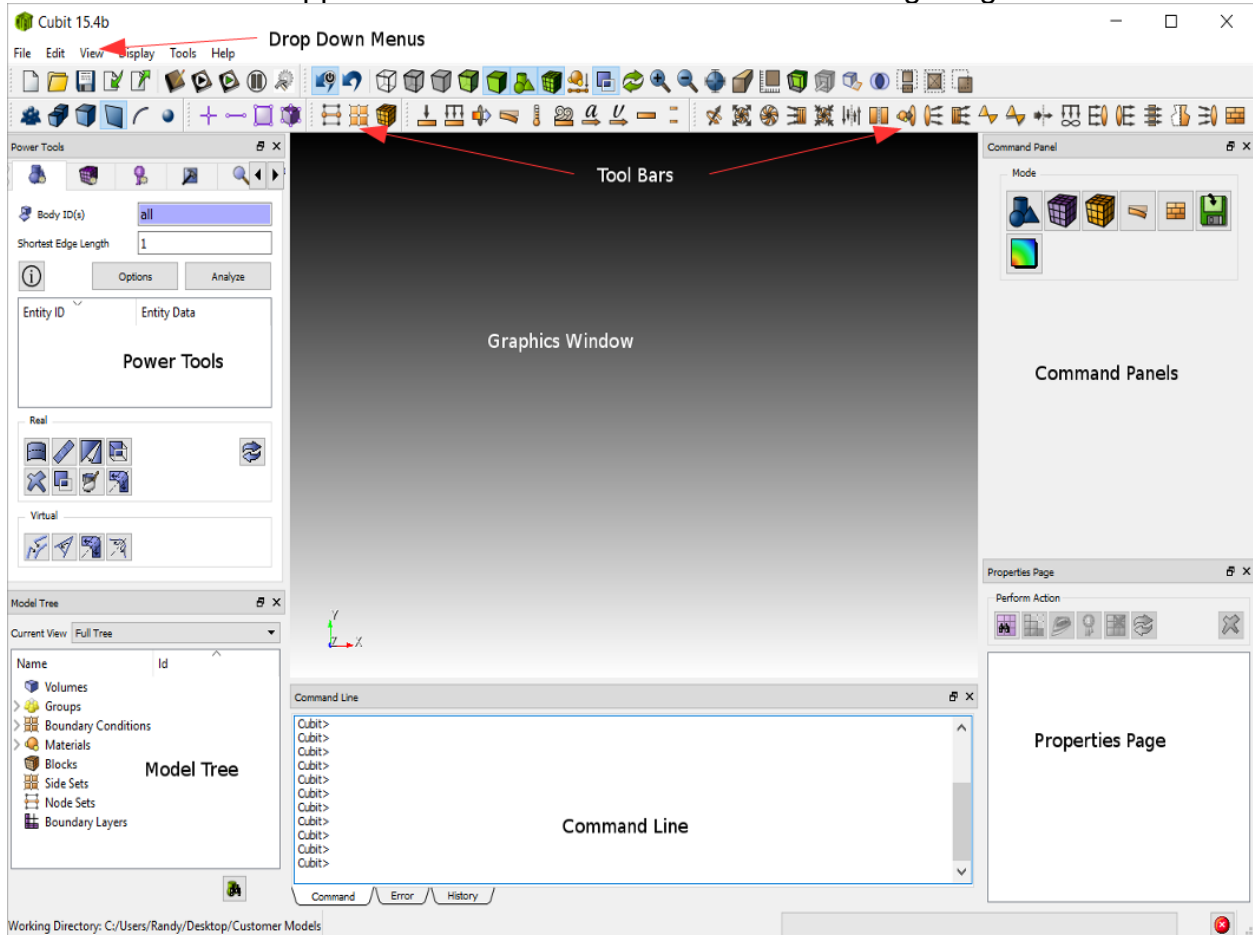 Cubit 15.4b
Drop Down Menus
File Edit View Display Tools Help
Power Tools
Command Panel
Tool Bars
Mode
Body ID(s) all
Shortest Edge Length 1
Options Analyze
Entity ID Entity Data
Graphics Window
Power Tools
Command Panels
Real
Virtual
Properties Page
Model Tree
Perform Action
Current View Full Tree
Y
Z X
Name Id
Volumes
Groups
Boundary Conditions
Materials
Blocks
Side Sets
Node Sets
Boundary Layers
Model Tree
Command Line
Cubit>
Cubit>
Cubit>
Cubit>
Cubit>
Cubit>
Cubit>
Cubit>
Cubit>
Cubit>
Cubit>
Command Line
Properties Page
Command Error History
Working Directory: C:/Users/Randy/Desktop/Customer Models